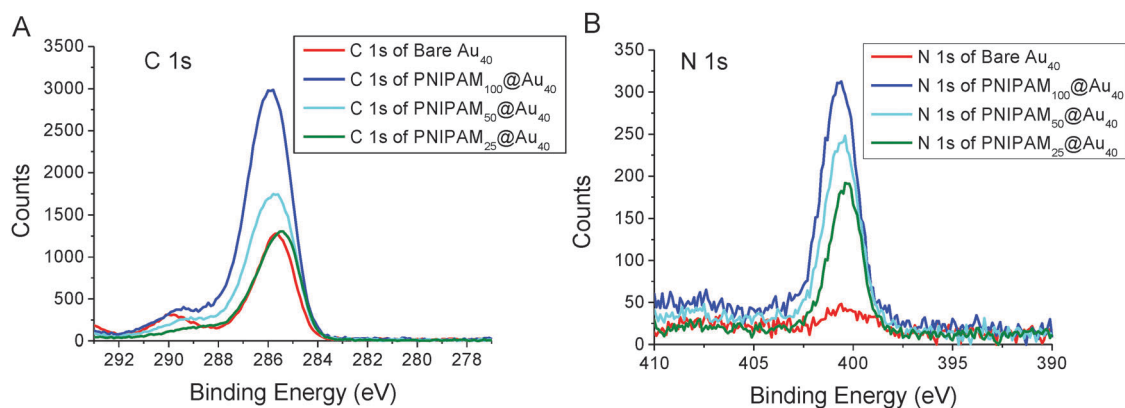 A
C 1s
C 1s of Bare Au₄₀
C 1s of PNIPAM₁₀₀@Au₄₀
C 1s of PNIPAM₅₀@Au₄₀
C 1s of PNIPAM₂₅@Au₄₀
3500
3000
2500
2000
1500
1000
500
0
Counts
292 290 288 286 284 282 280 278
Binding Energy (eV)
B
N 1s
N 1s of Bare Au₄₀
N 1s of PNIPAM₁₀₀@Au₄₀
N 1s of PNIPAM₅₀@Au₄₀
N 1s of PNIPAM₂₅@Au₄₀
350
300
250
200
150
100
50
0
Counts
410 405 400 395 390
Binding Energy (eV)